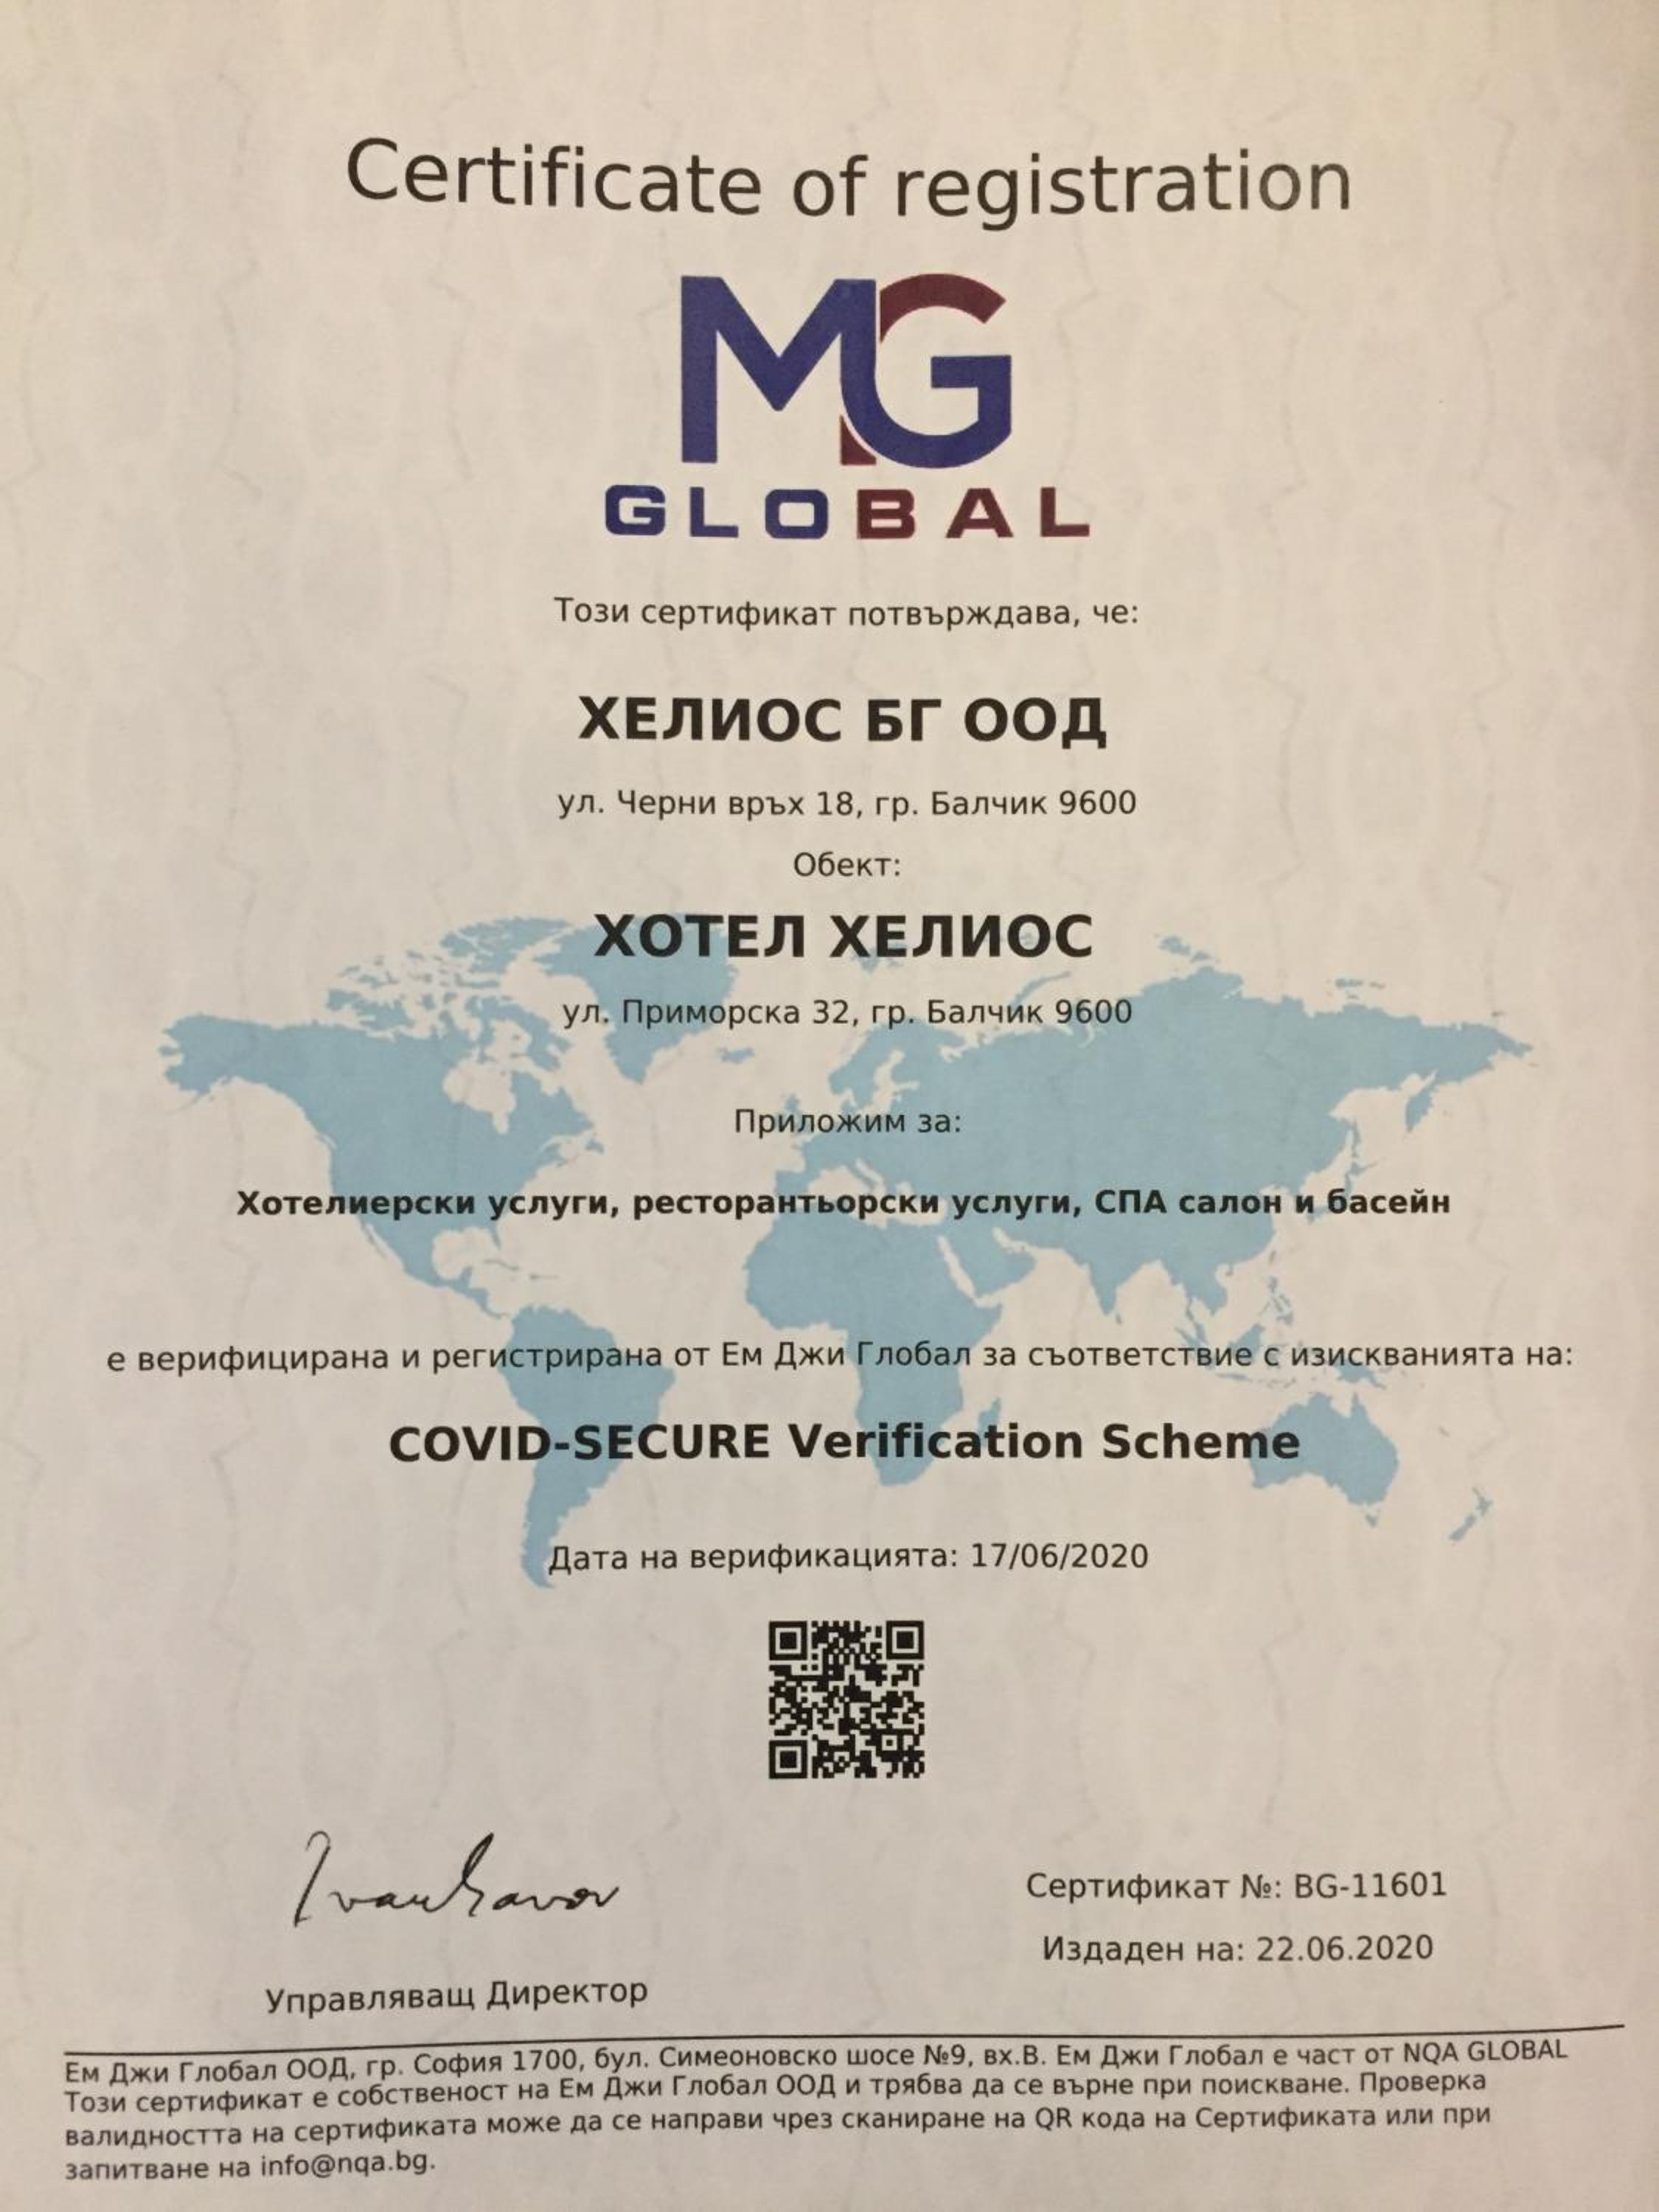 Certificate of registration
MG
GLOBAL
Този сертификат потвърждава, че:
ХЕЛИОС БГ ООД
ул. Черни връх 18, гр. Балчик 9600
Обект:
ХОТЕЛ ХЕЛИОС
ул. Приморска 32, гр. Балчик 9600
Приложим за:
Хотелиерски услуги, ресторантьорски услуги, СПА салон и басейн
е верифицирана и регистрирана от Ем Джи Глобал за съответствие с изискванията на:
COVID-SECURE Verification Scheme
Дата на верификацията: 17/06/2020
Сертификат №: BG-11601
Издаден на: 22.06.2020
Управляващ Директор
Ем Джи Глобал ООД, гр. София 1700, бул. Симеоновско шосе №9, вх.В. Ем Джи Глобал е част от NQA GLOBAL
Този сертификат е собственост на Ем Джи Глобал ООД и трябва да се върне при поискване. Проверка
валидността на сертификата може да се направи чрез сканиране на QR кода на Сертификата или при
запитване на info@nqa.bg.